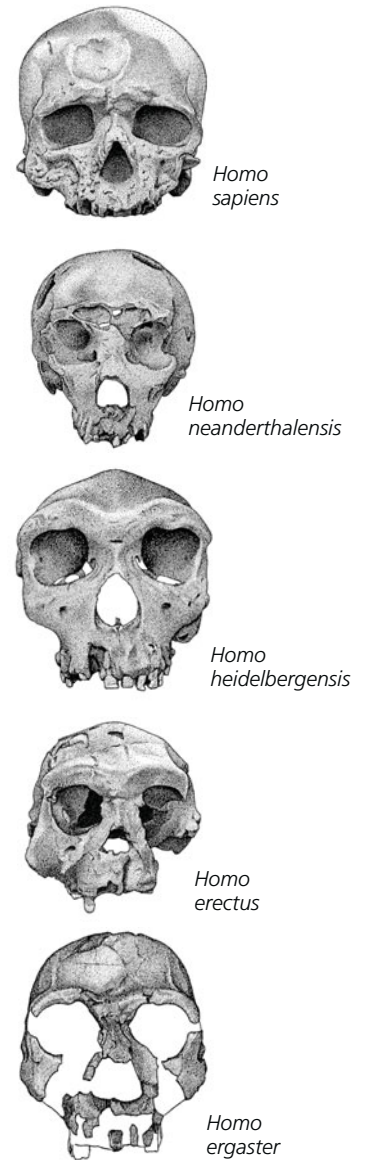 Homo
sapiens
Homo
neanderthalensis
Homo
heidelbergensis
Homo
erectus
Homo
ergaster